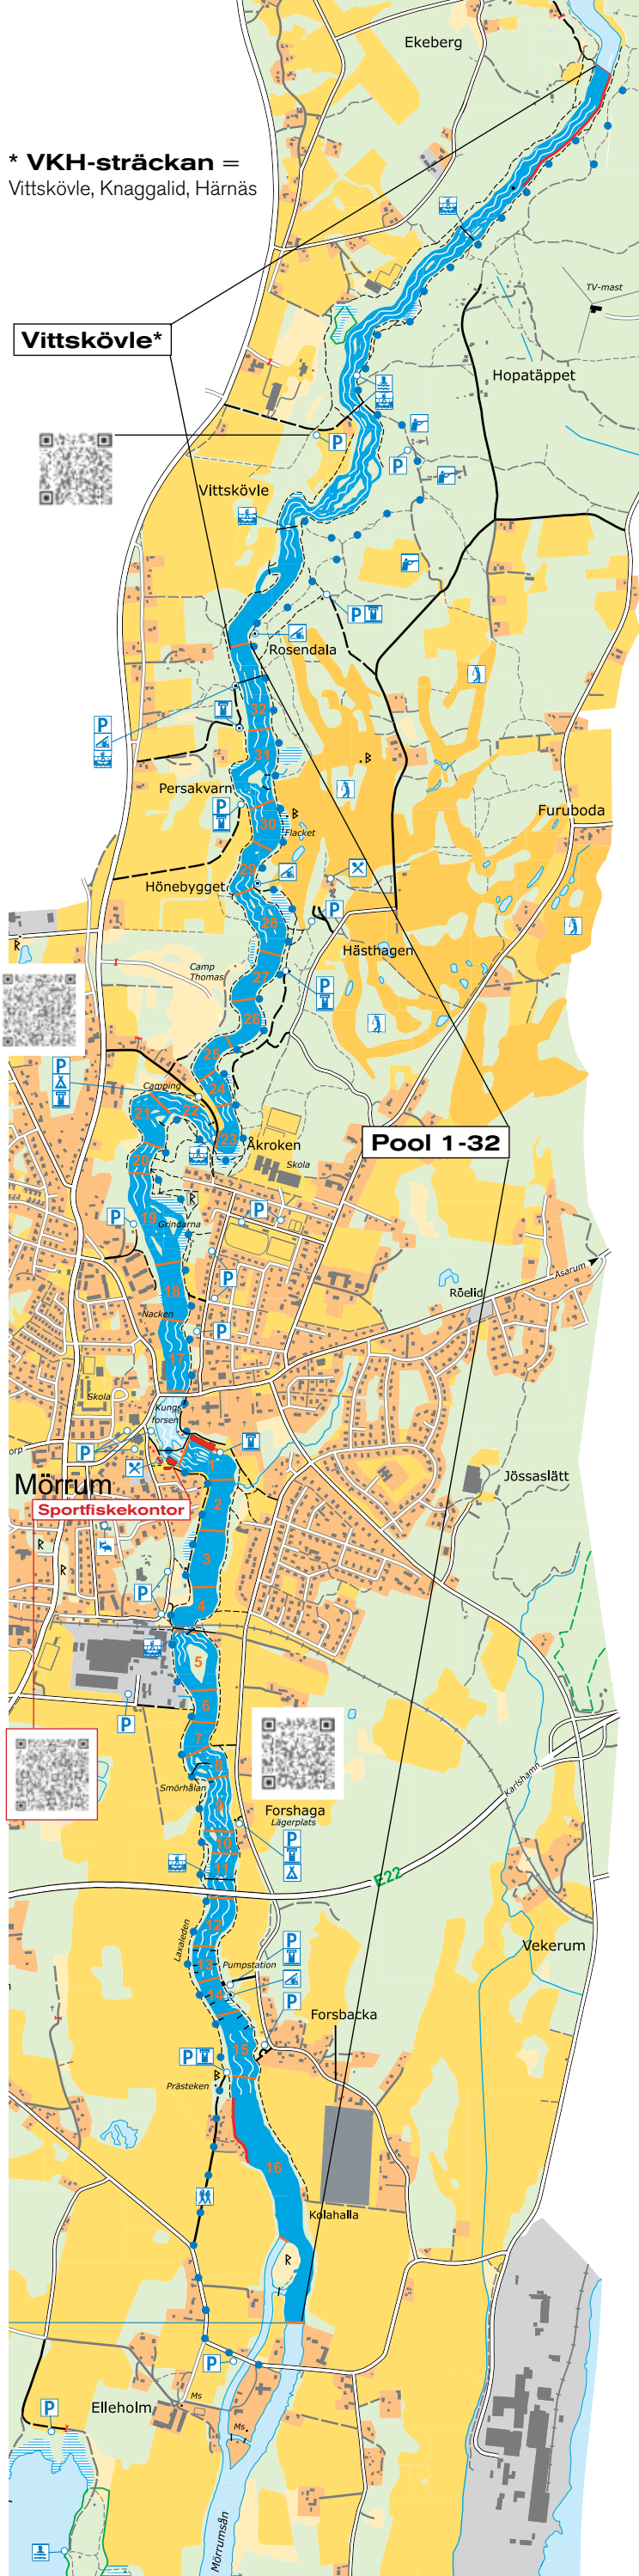 Ekeberg
* VKH-sträckan =
Vittskövle, Knaggalid, Härnäs
TV-mast
Vittskövle*
Hopatäppet
P
P
Vittskövle
P
Rosendala
32
P
31
Persakvarn
P
30
Flacket
Furuboda
29
Hönebygget
28
P
Hästhagen
Camp
Thomas
27
P
26
25
P
Camping
24
22
21
23
Åkroken
Pool 1-32
Skola
20
19
Grindarna
P
P
Asarum
P
18
Röelid
Nacken
P
17
Skola
Kungs
forsen
P
1
Mörrum
Jössaslätt
2
Sportfiskekontor
3
P
4
5
6
P
7
8
Karlshamn
Smörhålan
9
Forshaga
Lägerplats
10
P
11
E22
12
Laxaleden
P
Vekerum
13
Pumpstation
14
P
Forsbacka
15
P
Prästeken
16
Kolahalla
R
P
Elleholm
Ms
P
Ms
Mörrumsån